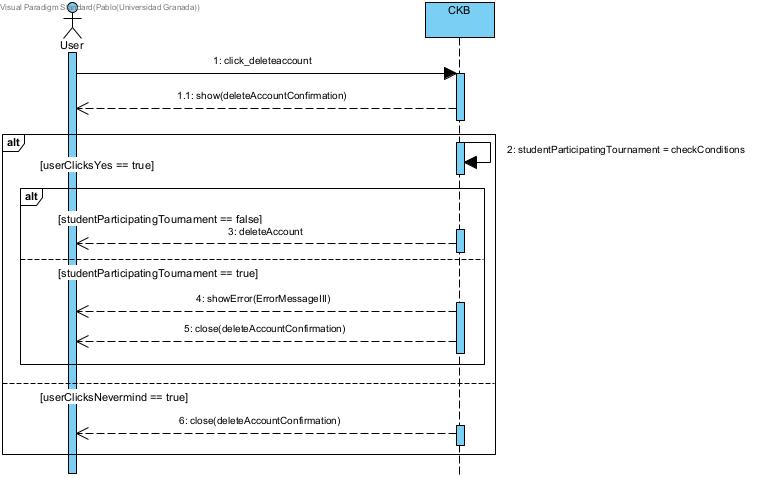 Visual Paradigm Standard(Pablo(Universidad Granada))
CKB
User
1: click_deleteaccount
1.1: show(deleteAccountConfirmation)
alt
2: studentParticipatingTournament = checkConditions
[userClicksYes == true]
alt
[studentParticipatingTournament == false]
3: deleteAccount
[studentParticipatingTournament == true]
4: showError(ErrorMessageIII)
5: close(deleteAccountConfirmation)
[userClicksNevermind == true]
6: close(deleteAccountConfirmation)